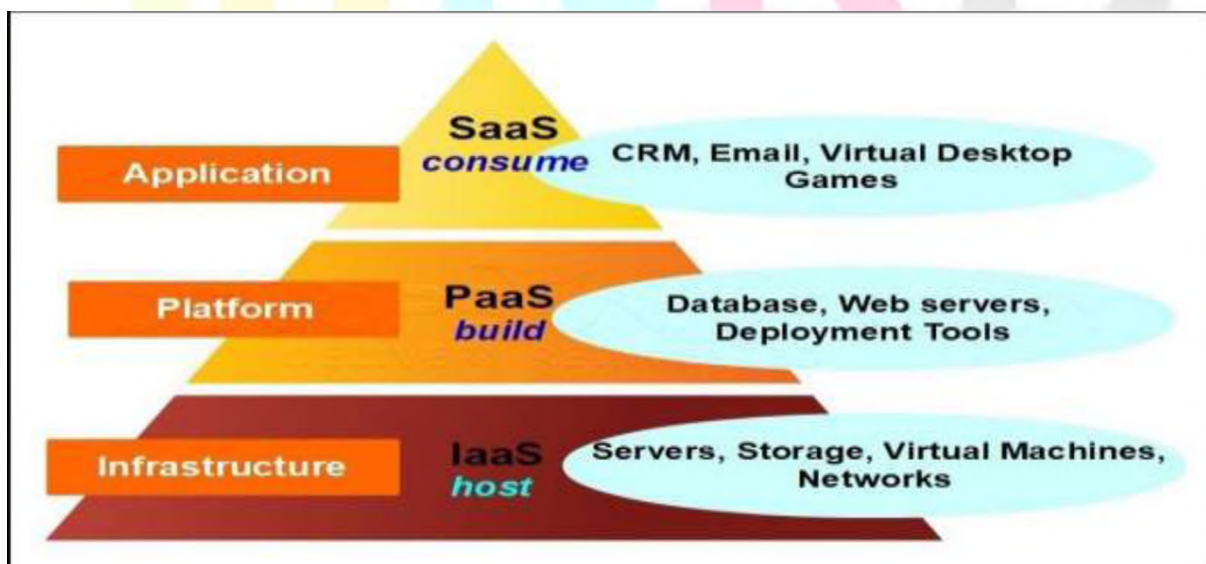 Application
SaaS
consume
CRM, Email, Virtual Desktop
Games
Platform
PaaS
build
Database, Web servers,
Deployment Tools
Infrastructure
IaaS
host
Servers, Storage, Virtual Machines,
Networks